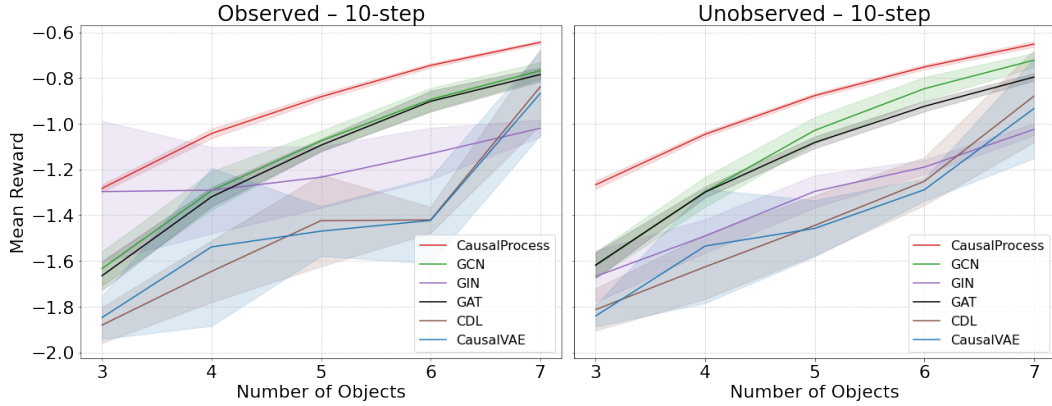 Observed – 10-step
Unobserved – 10-step
Mean Reward
−0.6
−0.8
−1.0
−1.2
−1.4
−1.6
−1.8
−2.0
CausalProcess
GCN
GIN
GAT
CDL
CausalVAE
CausalProcess
GCN
GIN
GAT
CDL
CausalVAE
3 4 5 6 7
3 4 5 6 7
Number of Objects
Number of Objects